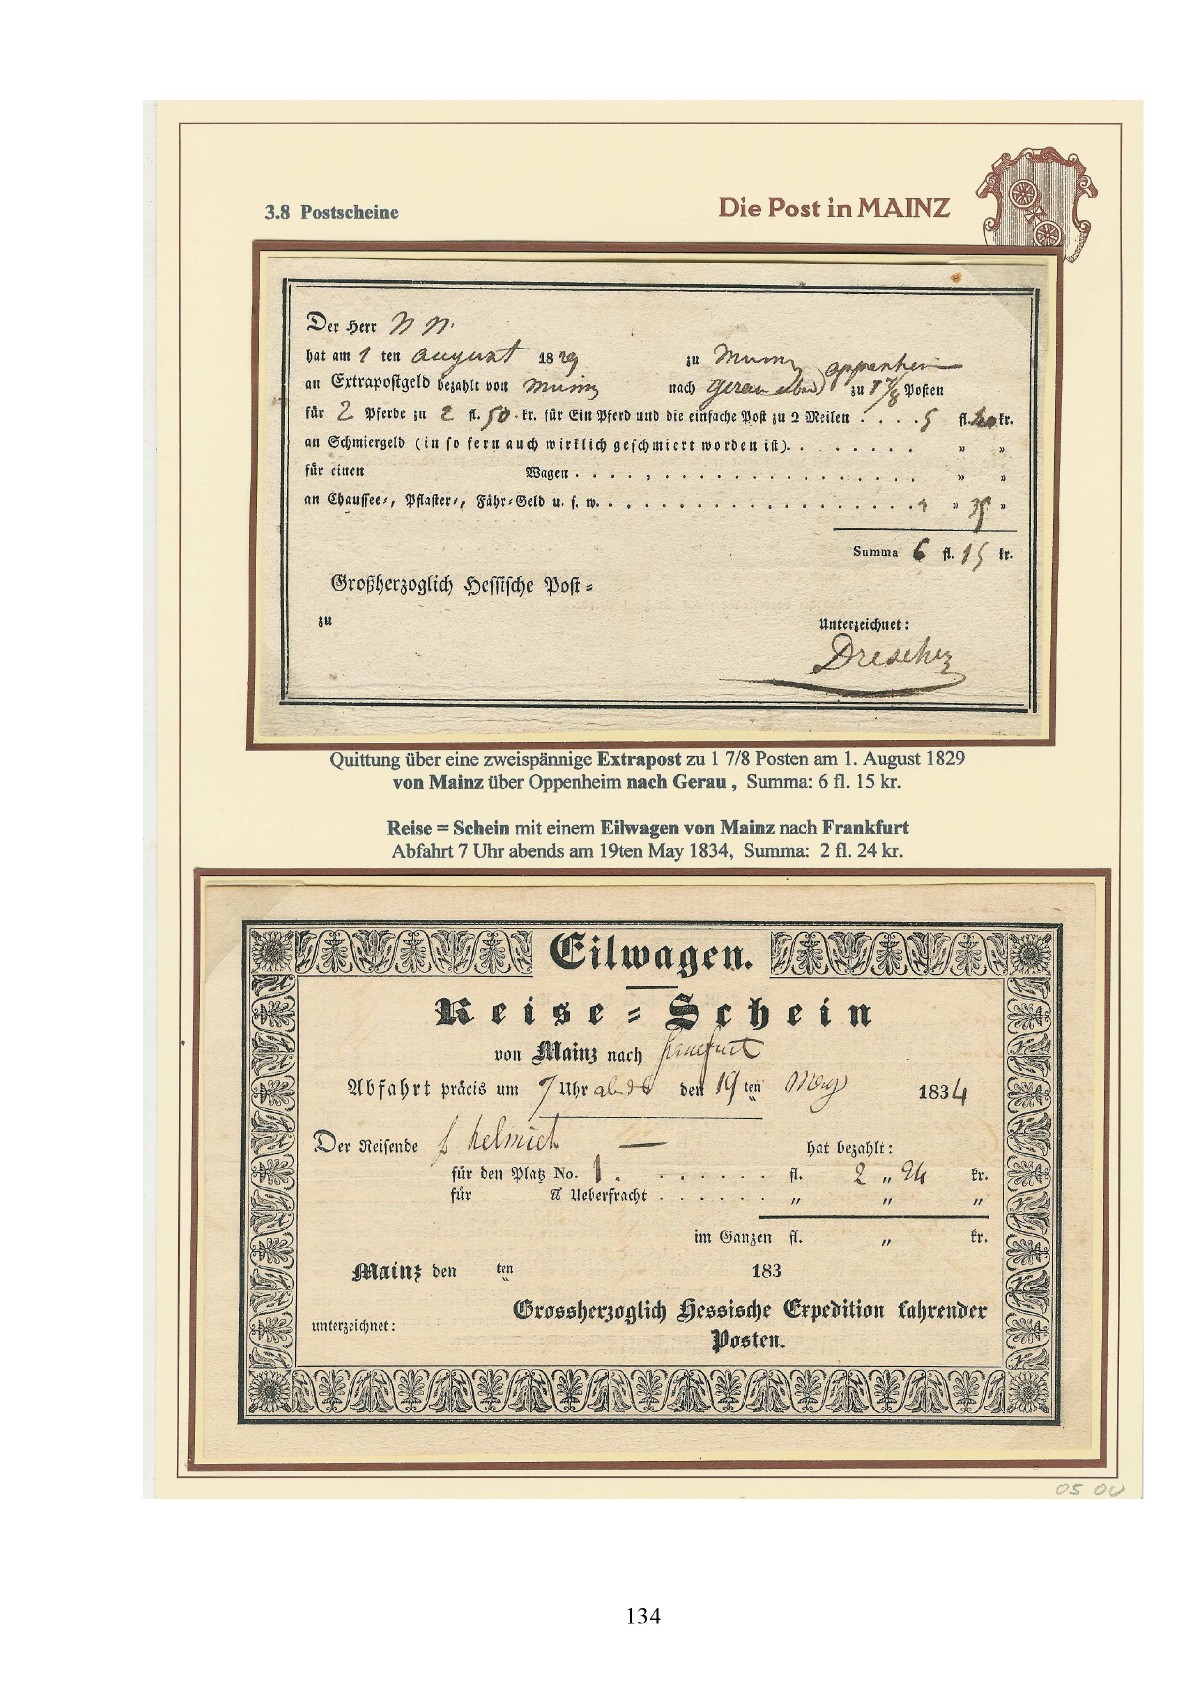 3.8 Postscheine
Die Post in MAINZ
Der Herr N N.
hat am 1 ten August 1829 zu Mainz
an Extrapostgeld bezahlt von Mainz nach Gerau über Oppenheim zu 1 7/8 Posten
für 2 Pferde zu 2 fl. 50 kr. für Ein Pferd und die einfache Post zu 2 Meilen . . . . 5 fl. kr.
an Schmiergeld (in so fern auch wirklich geschmiert worden ist). . . . . . . . „ „
für einen Wagen . . . . . . . . . . . . . . . . . „ „
an Chaussee-, Pflaster-, Fähr-Geld u. s. w. . . . . . . . . . . . . . . . . . . „ 35 „
Summa 6 fl. 15 kr.
Großherzoglich Hessische Post-
zu
Unterzeichnet:
Drescher
Quittung über eine zweispännige Extrapost zu 1 7/8 Posten am 1. August 1829
von Mainz über Oppenheim nach Gerau , Summa: 6 fl. 15 kr.
Reise = Schein mit einem Eilwagen von Mainz nach Frankfurt
Abfahrt 7 Uhr abends am 19ten May 1834, Summa: 2 fl. 24 kr.
Eilwagen.
Reise-Schein
von Mainz nach Frankfurt
Abfahrt präcis um 7 Uhr abds den 19 ten May 1834
Der Reisende f helmich — hat bezahlt:
für den Platz No. 1. . . . . . . . fl. 2 „ 24 kr.
für ℔ Ueberfracht . . . . . . „ „ „
im Ganzen fl. „ kr.
Mainz den ten 183
Grossherzoglich Hessische Expedition fahrender
unterzeichnet:
Posten.
05 00
134